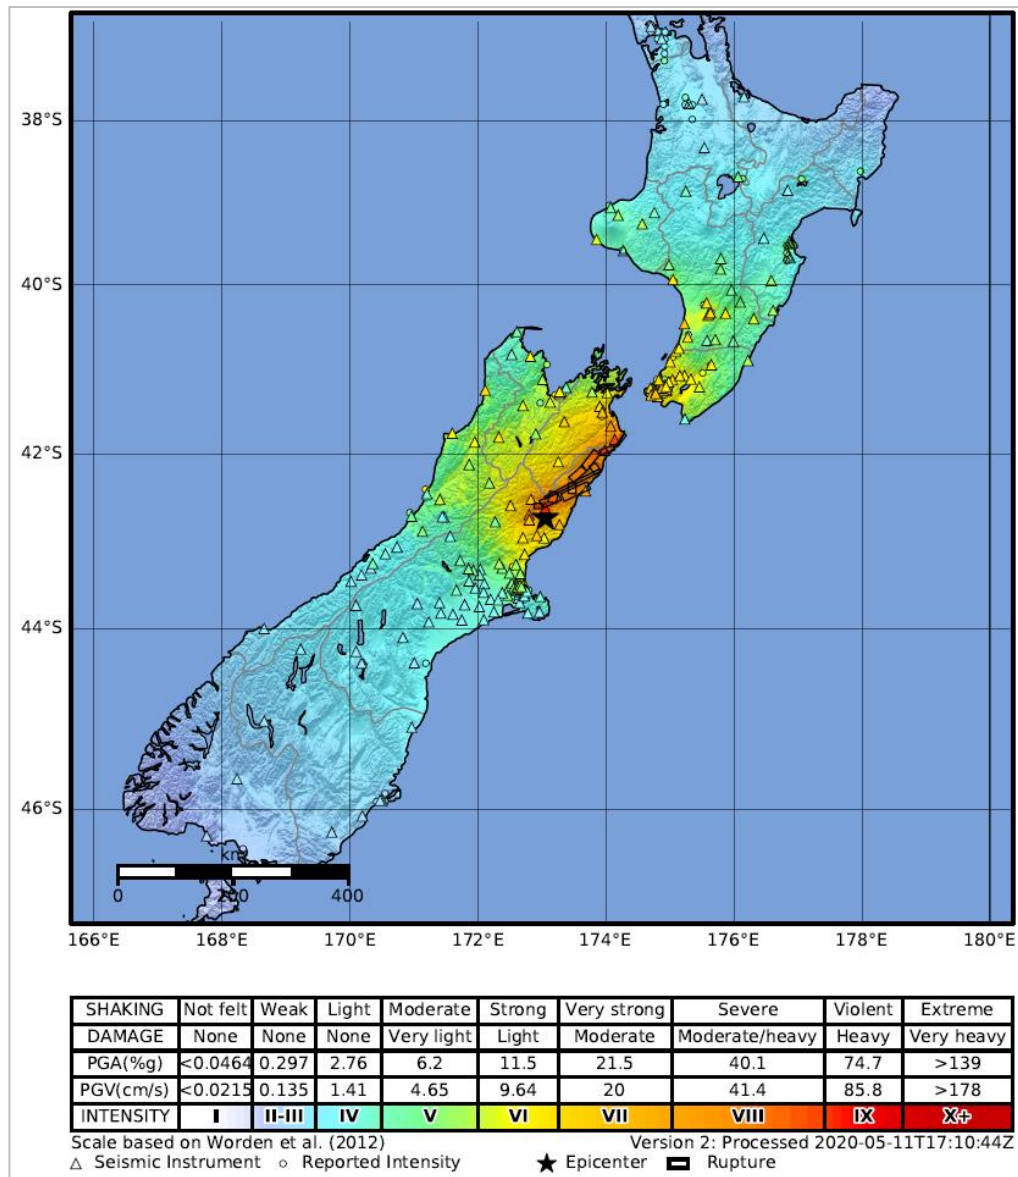 38°S
40°S
42°S
44°S
46°S
km
0 200 400
166°E 168°E 170°E 172°E 174°E 176°E 178°E 180°E
SHAKING Not felt Weak Light Moderate Strong Very strong Severe Violent Extreme
DAMAGE None None None Very light Light Moderate Moderate/heavy Heavy Very heavy
PGA(%g) <0.0464 0.297 2.76 6.2 11.5 21.5 40.1 74.7 >139
PGV(cm/s) <0.0215 0.135 1.41 4.65 9.64 20 41.4 85.8 >178
INTENSITY I II-III IV V VI VII VIII IX X+
Scale based on Worden et al. (2012) Version 2: Processed 2020-05-11T17:10:44Z
Seismic Instrument Reported Intensity Epicenter Rupture